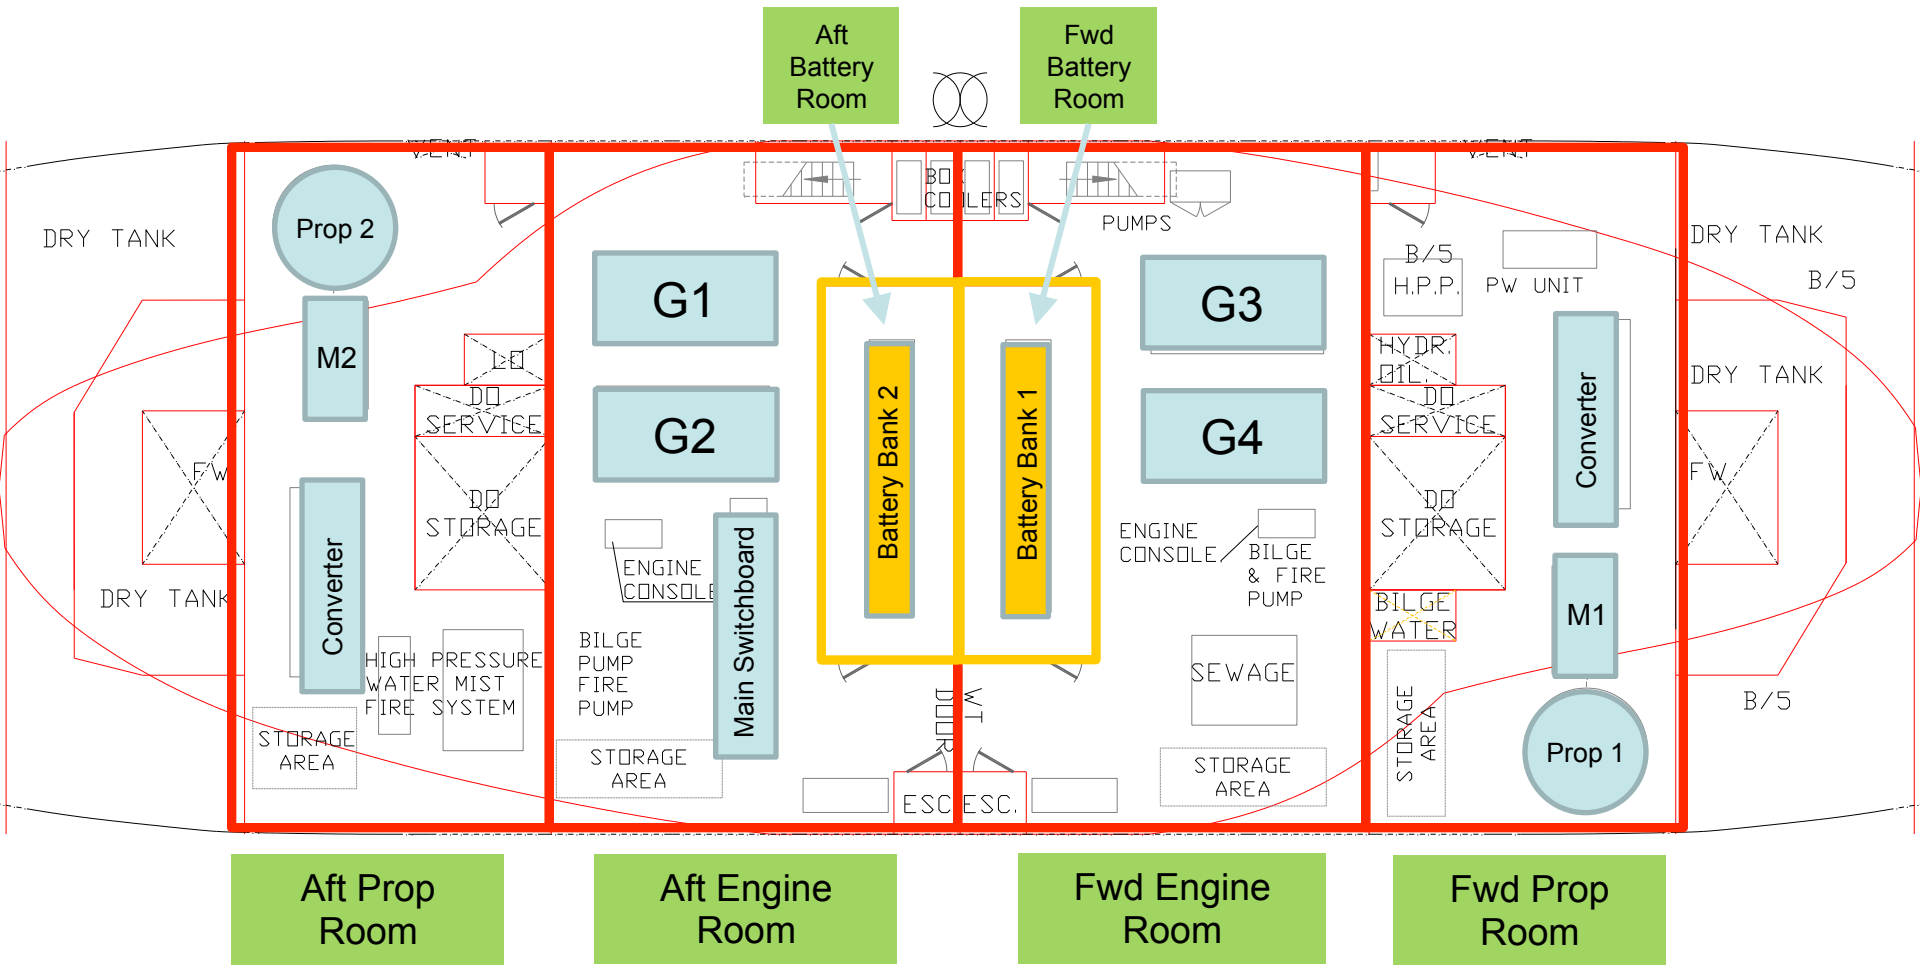 Aft
Battery
Room
Fwd
Battery
Room
VENT
VENT
Prop 2
BOX
COOLERS
PUMPS
DRY TANK
DRY TANK
B/5
B/5
H.P.P.
PW UNIT
G1
G3
M2
LO
HYDR.
OIL.
DO
SERVICE
DO
SERVICE
DRY TANK
G2
G4
Battery Bank 2
Battery Bank 1
Converter
FW
FW
DO
STORAGE
DO
STORAGE
ENGINE
CONSOLE
ENGINE
CONSOLE
BILGE
& FIRE
PUMP
Converter
DRY TANK
Main Switchboard
BILGE
WATER
M1
BILGE
PUMP
FIRE
PUMP
HIGH PRESSURE
WATER MIST
FIRE SYSTEM
SEWAGE
WT
DOOR
B/5
STORAGE
AREA
STORAGE
AREA
STORAGE
AREA
STORAGE
AREA
Prop 1
ESC.
ESC.
Aft Prop
Room
Aft Engine
Room
Fwd Engine
Room
Fwd Prop
Room